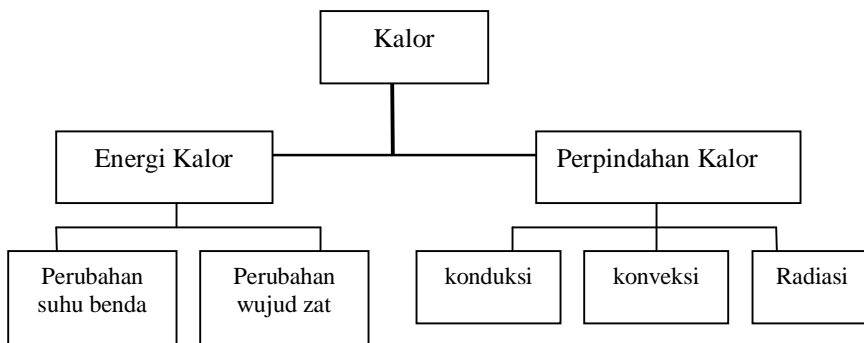 Kalor
Energi Kalor
Perpindahan Kalor
Perubahan
suhu benda
Perubahan
wujud zat
konduksi
konveksi
Radiasi